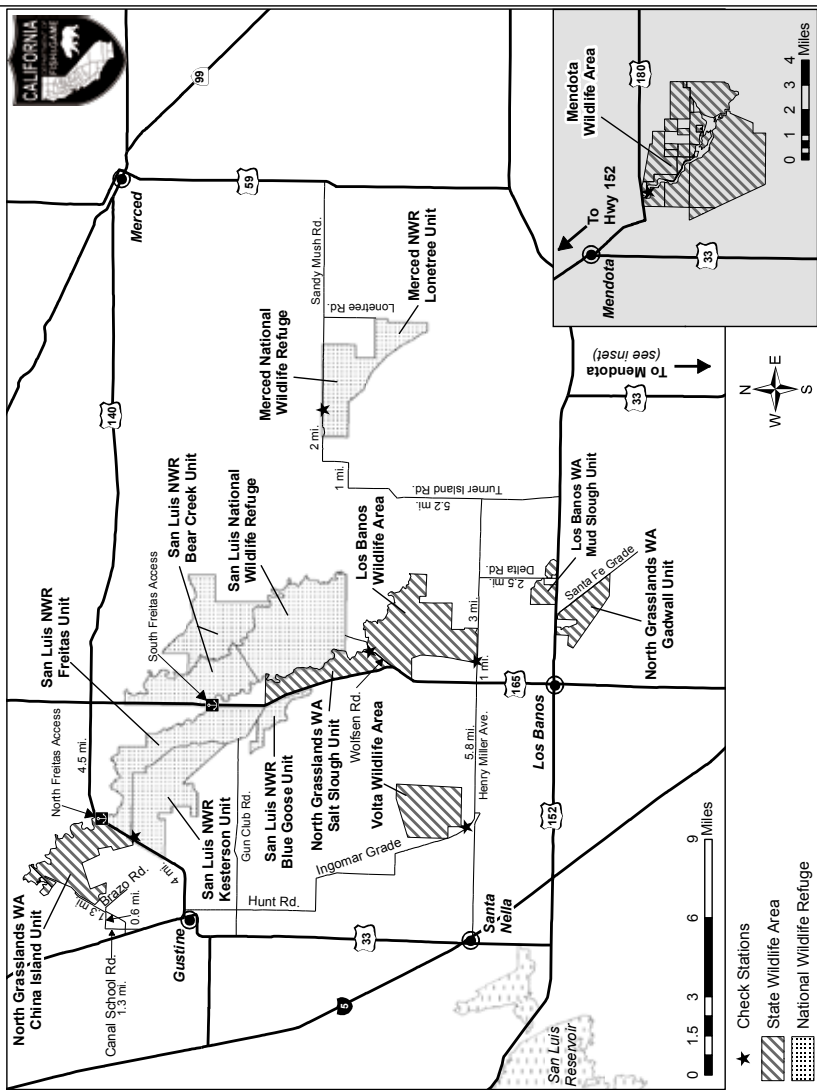 CALIFORNIA
DEPARTMENT OF
FISH & GAME
99
Merced
59
140
Sandy Mush Rd.
Lonetree Rd.
Merced NWR
Lonetree Unit
Merced National
Wildlife Refuge
2 mi.
1 mi.
Turner Island Rd.
5.2 mi.
San Luis NWR
Freitas Unit
South Freitas Access
San Luis NWR
Bear Creek Unit
San Luis National
Wildlife Refuge
Los Banos
Wildlife Area
North Freitas Access
4.5 mi.
North Grasslands WA
China Island Unit
Brazo Rd.
1.3 mi.
0.6 mi.
Canal School Rd.
1.3 mi.
4 mi.
Gustine
San Luis NWR
Kesterson Unit
Gun Club Rd.
San Luis NWR
Blue Goose Unit
North Grasslands WA
Salt Slough Unit
Wolfsen Rd.
Volta Wildlife Area
Hunt Rd.
Ingomar Grade
5.8 mi.
Henry Miller Ave.
1 mi.
3 mi.
Delta Rd.
2.5 mi.
Los Banos WA
Mud Slough Unit
Santa Fe Grade
North Grasslands WA
Gadwall Unit
165
Los Banos
152
33
Santa
Nella
5
San Luis
Reservoir
33
To Mendota
(see inset)
Mendota
Wildlife Area
180
To
Hwy 152
Mendota
33
0 1 2 3 4
Miles
N
E
S
W
0 1.5 3 6 9
Miles
Check Stations
State Wildlife Area
National Wildlife Refuge